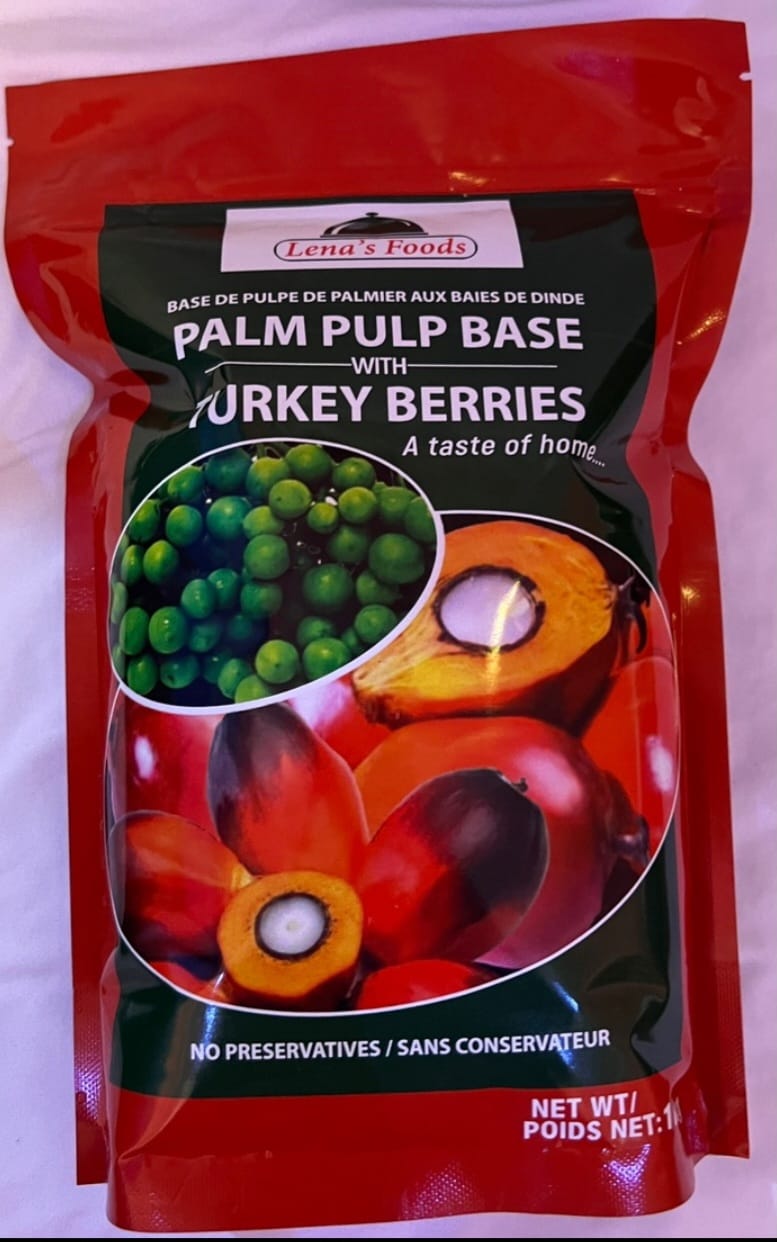 Lena's Foods
BASE DE PULPE DE PALMIER AUX BAIES DE DINDE
PALM PULP BASE
WITH
TURKEY BERRIES
A taste of home....
NO PRESERVATIVES / SANS CONSERVATEUR
NET WT/
POIDS NET: